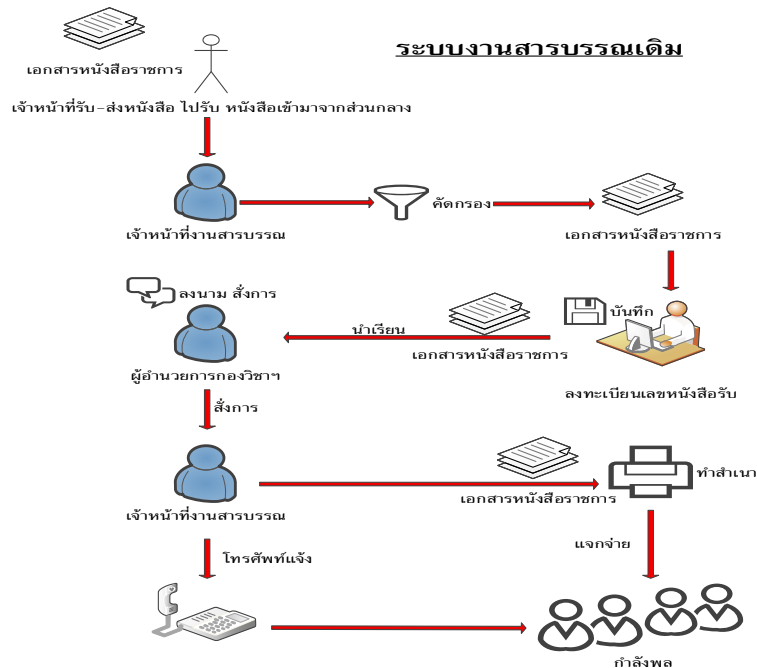 ระบบงานสารบรรณเดิม
เอกสารหนังสือราชการ
เจ้าหน้าที่รับ-ส่งหนังสือ ไปรับ หนังสือเข้ามาจากส่วนกลาง
คัดกรอง
เจ้าหน้าที่งานสารบรรณ
เอกสารหนังสือราชการ
ลงนาม สั่งการ
บันทึก
นำเรียน
เอกสารหนังสือราชการ
ผู้อำนวยการกองวิชาฯ
ลงทะเบียนเลขหนังสือรับ
สั่งการ
ทำสำเนา
เอกสารหนังสือราชการ
เจ้าหน้าที่งานสารบรรณ
แจกจ่าย
โทรศัพท์แจ้ง
กำลังพล